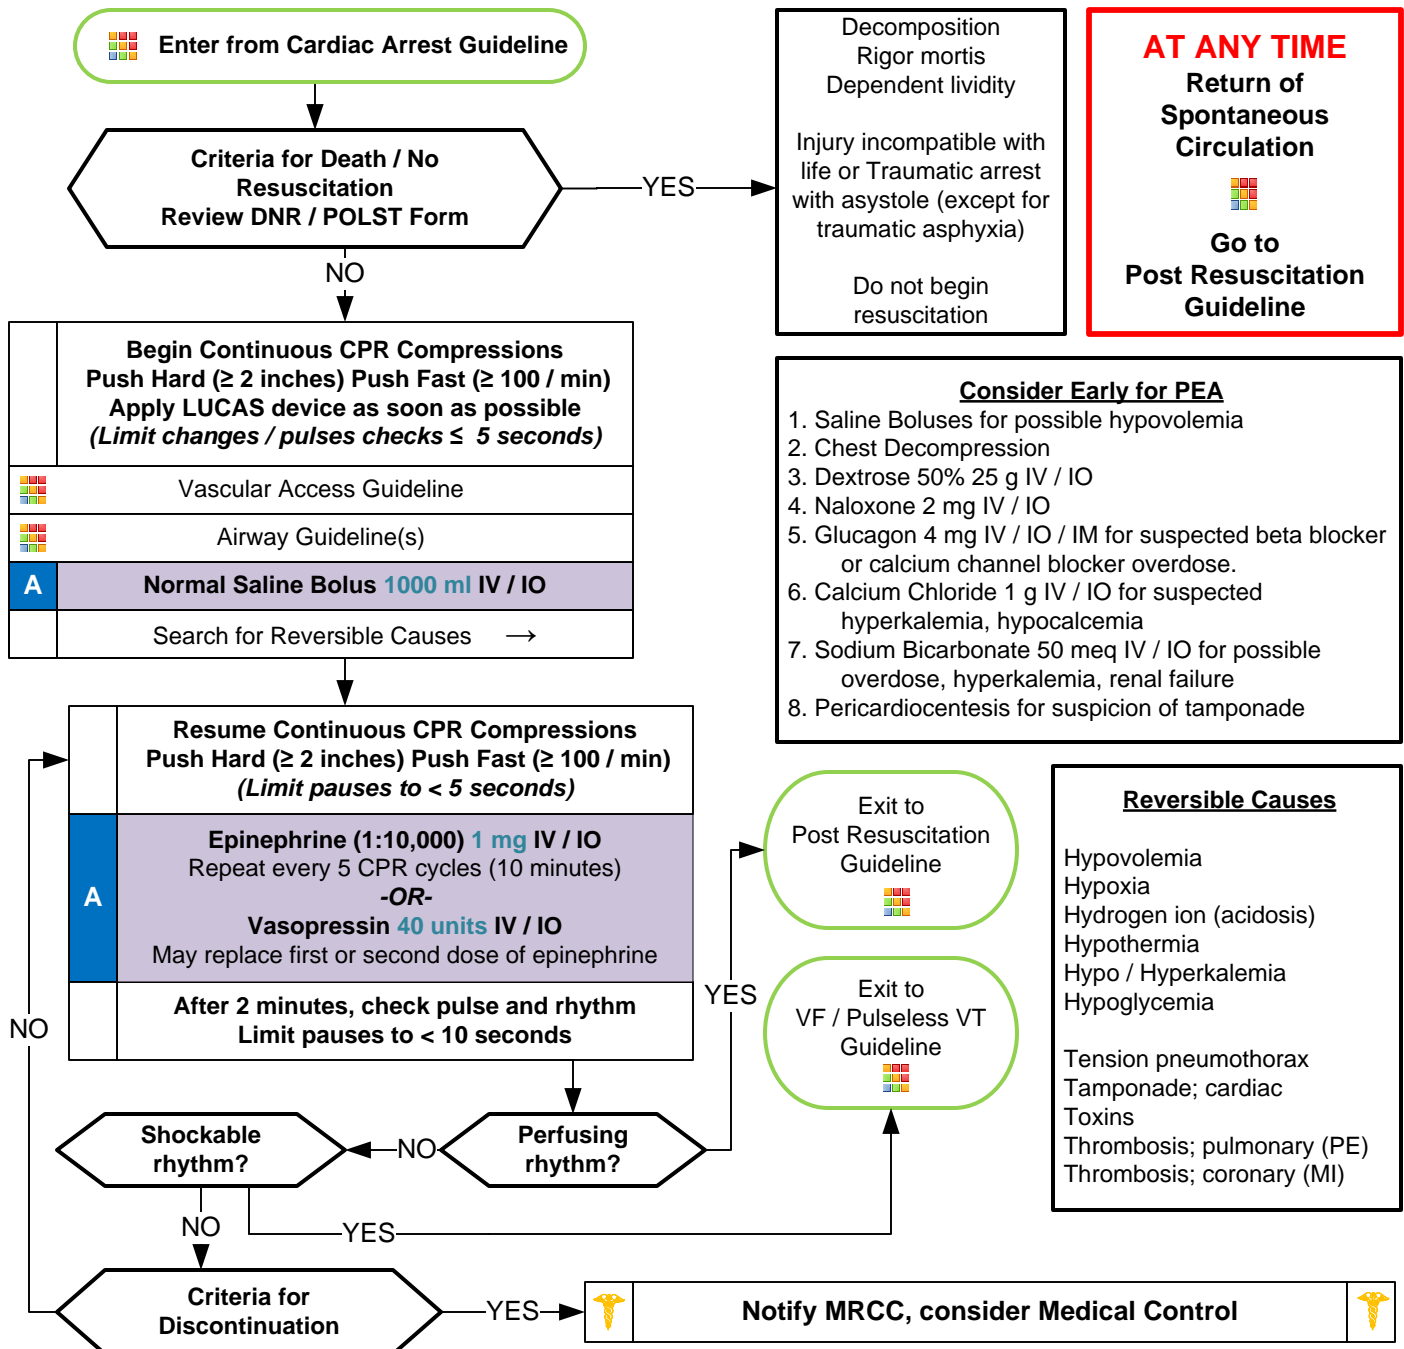 Enter from Cardiac Arrest Guideline
Criteria for Death / No
Resuscitation
Review DNR / POLST Form
YES
NO
Decomposition
Rigor mortis
Dependent lividity
Injury incompatible with
life or Traumatic arrest
with asystole (except for
traumatic asphyxia)
Do not begin
resuscitation
AT ANY TIME
Return of
Spontaneous
Circulation
Go to
Post Resuscitation
Guideline
Begin Continuous CPR Compressions
Push Hard (≥ 2 inches) Push Fast (≥ 100 / min)
Apply LUCAS device as soon as possible
(Limit changes / pulses checks ≤ 5 seconds)
Vascular Access Guideline
Airway Guideline(s)
A
Normal Saline Bolus 1000 ml IV / IO
Search for Reversible Causes →
Consider Early for PEA
1. Saline Boluses for possible hypovolemia
2. Chest Decompression
3. Dextrose 50% 25 g IV / IO
4. Naloxone 2 mg IV / IO
5. Glucagon 4 mg IV / IO / IM for suspected beta blocker
or calcium channel blocker overdose.
6. Calcium Chloride 1 g IV / IO for suspected
hyperkalemia, hypocalcemia
7. Sodium Bicarbonate 50 meq IV / IO for possible
overdose, hyperkalemia, renal failure
8. Pericardiocentesis for suspicion of tamponade
Resume Continuous CPR Compressions
Push Hard (≥ 2 inches) Push Fast (≥ 100 / min)
(Limit pauses to < 5 seconds)
A
Epinephrine (1:10,000) 1 mg IV / IO
Repeat every 5 CPR cycles (10 minutes)
-OR-
Vasopressin 40 units IV / IO
May replace first or second dose of epinephrine
After 2 minutes, check pulse and rhythm
Limit pauses to < 10 seconds
Exit to
Post Resuscitation
Guideline
YES
Exit to
VF / Pulseless VT
Guideline
Reversible Causes
Hypovolemia
Hypoxia
Hydrogen ion (acidosis)
Hypothermia
Hypo / Hyperkalemia
Hypoglycemia
Tension pneumothorax
Tamponade; cardiac
Toxins
Thrombosis; pulmonary (PE)
Thrombosis; coronary (MI)
NO
Shockable
rhythm?
NO
Perfusing
rhythm?
NO
YES
Criteria for
Discontinuation
YES
Notify MRCC, consider Medical Control